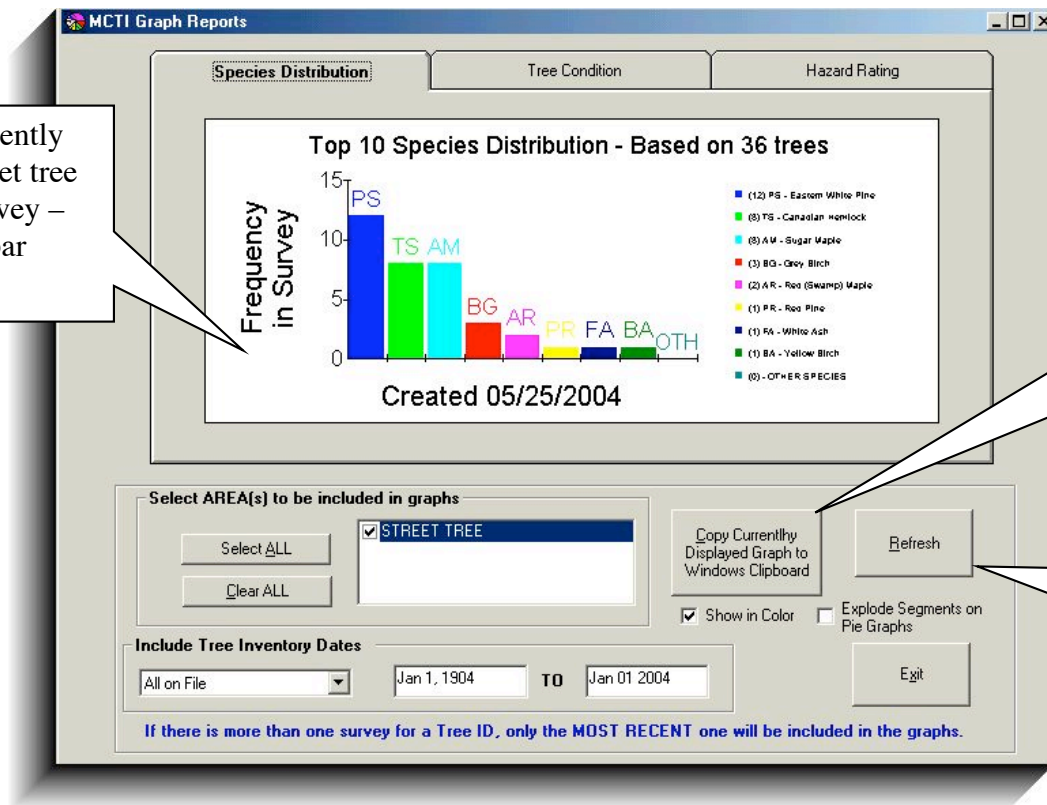 MCTI Graph Reports
Species Distribution
Tree Condition
Hazard Rating
ently
et tree
vey –
ar
Top 10 Species Distribution - Based on 36 trees
Frequency
in Survey
15
10
5
0
PS
TS
AM
BG
AR
PR
FA
BA
OTH
Created 05/25/2004
(12) PS - Eastern White Pine
(8) TS - Canadian Hemlock
(8) AM - Sugar Maple
(3) BG - Grey Birch
(2) AR - Red (Swamp) Maple
(1) PR - Red Pine
(1) FA - White Ash
(1) BA - Yellow Birch
(0) - OTHER SPECIES
Select AREA(s) to be included in graphs
Select ALL
Clear ALL
STREET TREE
Copy Currentlhy
Displayed Graph to
Windows Clipboard
Refresh
Show in Color
Explode Segments on
Pie Graphs
Include Tree Inventory Dates
All on File
Jan 1, 1904
TO
Jan 01 2004
Exit
If there is more than one survey for a Tree ID, only the MOST RECENT one will be included in the graphs.